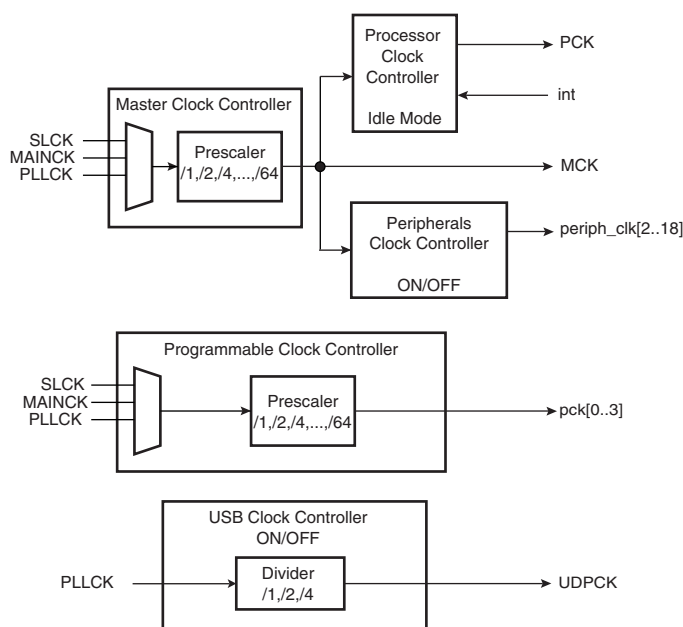 Processor
Clock
Controller
Idle Mode
PCK
int
Master Clock Controller
SLCK
MAINCK
PLLCK
Prescaler
/1,/2,/4,...,/64
MCK
Peripherals
Clock Controller
ON/OFF
periph_clk[2..18]
Programmable Clock Controller
SLCK
MAINCK
PLLCK
Prescaler
/1,/2,/4,...,/64
pck[0..3]
USB Clock Controller
ON/OFF
PLLCK
Divider
/1,/2,/4
UDPCK